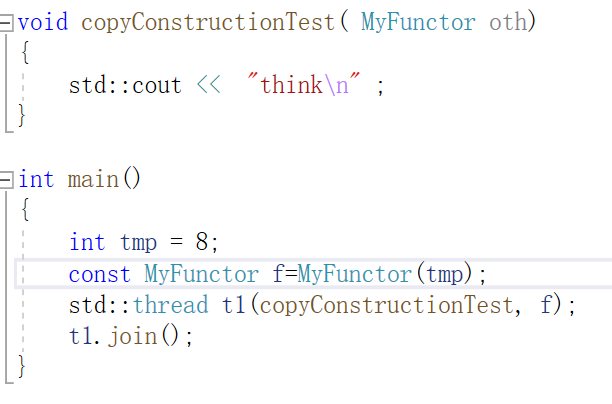 void copyConstructionTest( MyFunctor oth)
{
    std::cout <<  "think\n" ;
}
int main()
{
    int tmp = 8;
    const MyFunctor f=MyFunctor(tmp);
    std::thread t1(copyConstructionTest, f);
    t1.join();
}